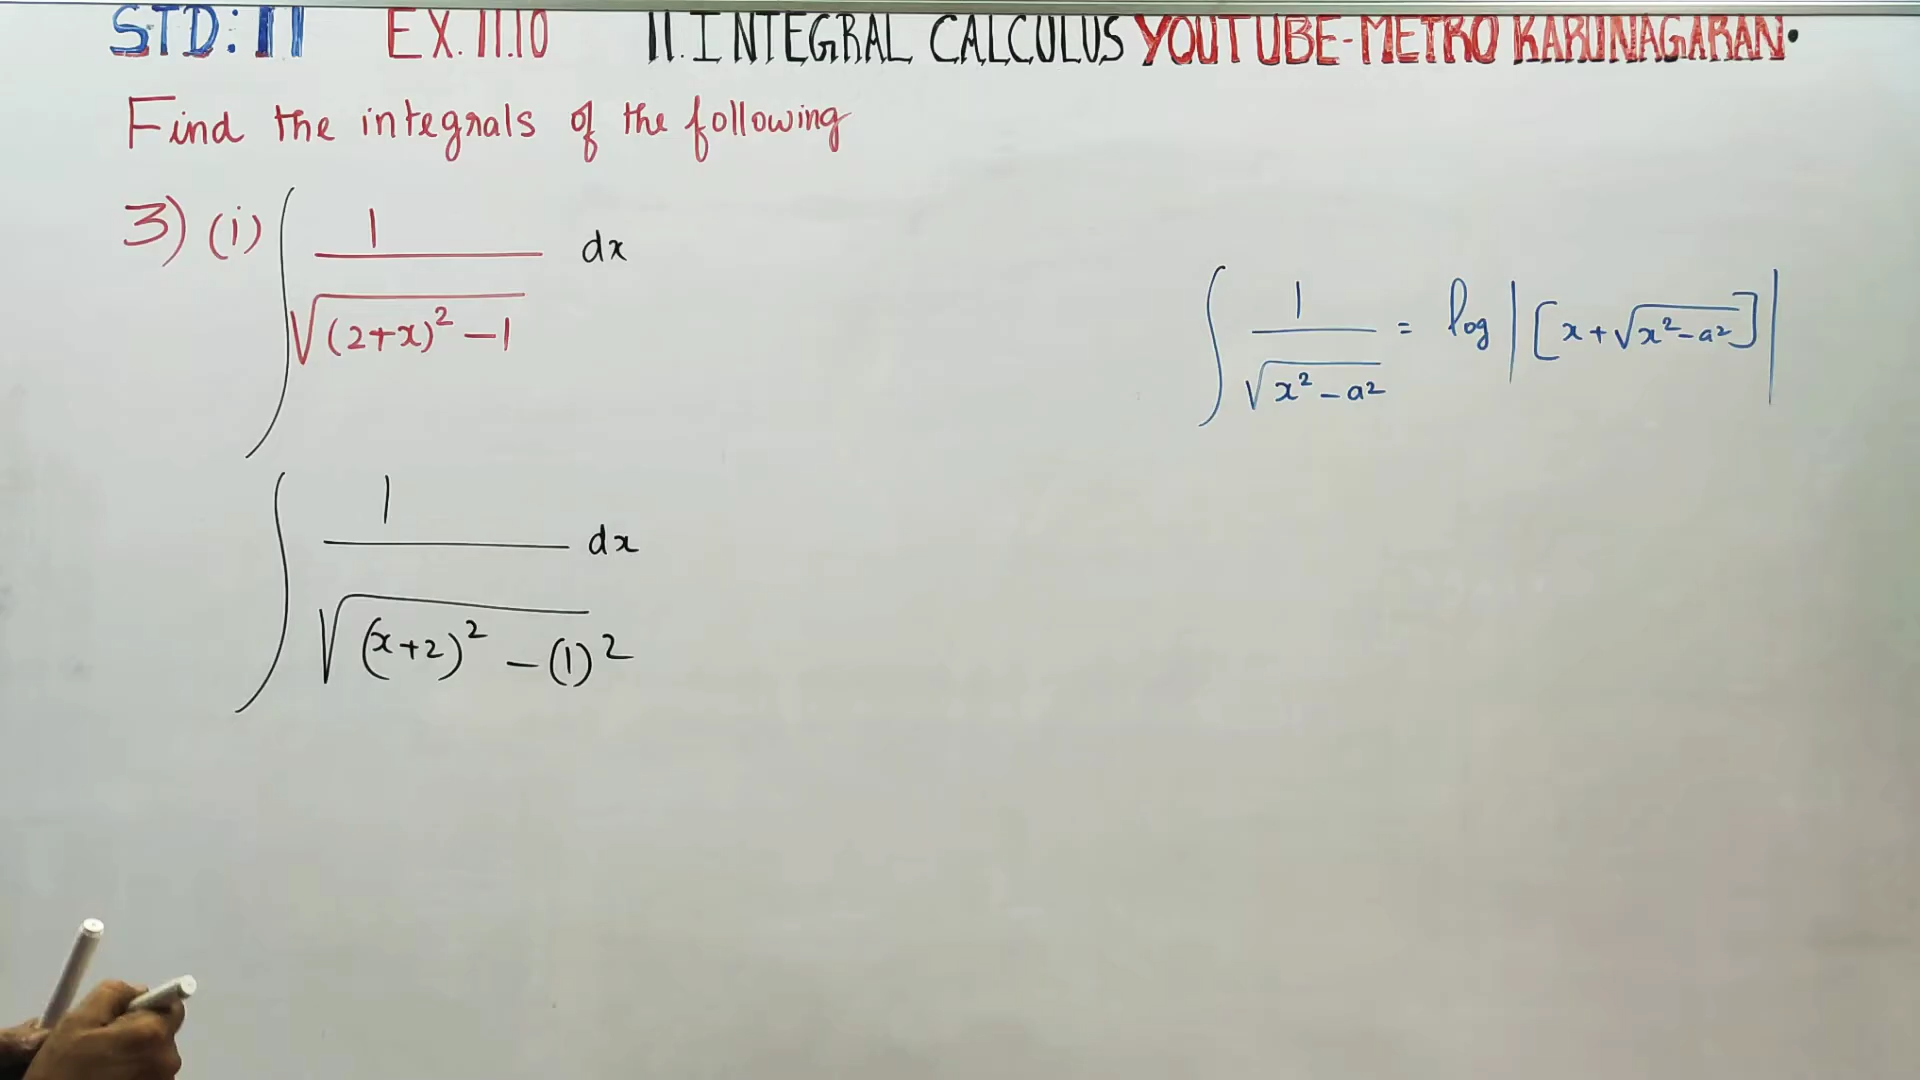 STD: 11 EX. 11.10 11. INTEGRAL CALCULUS YOUTUBE-METRO KARUNAGARAN.
Find the integrals of the following
3) (i) ∫ 1/√((2+x)² - 1) dx
∫ 1/√(x² - a²) = log |[x + √(x² - a²)]|
∫ 1/√((x+2)² - (1)²) dx